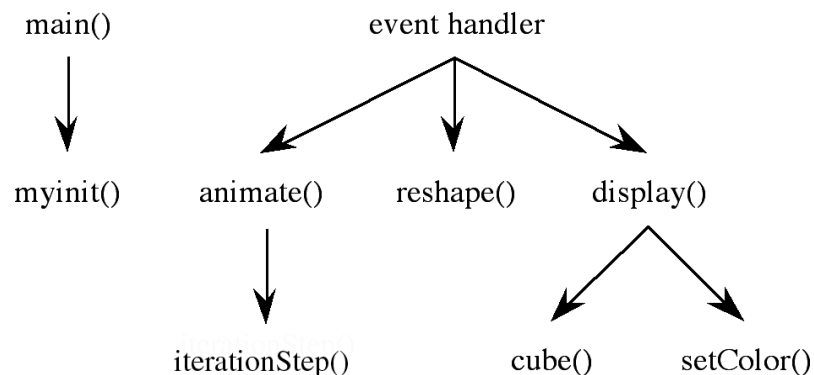 main()
event handler
myinit()
animate()
reshape()
display()
iterationStep()
cube()
setColor()